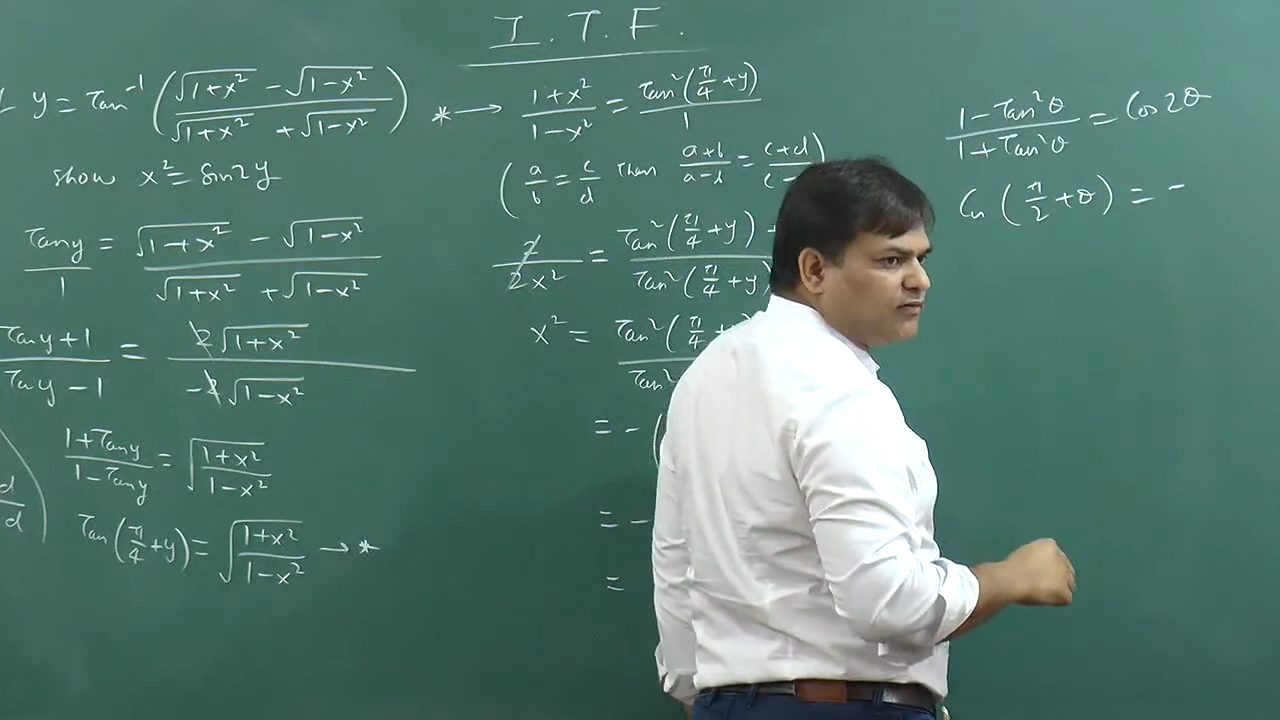 I.T.F.
y = Tan⁻¹ ( (√(1+x²) − √(1−x²)) / (√(1+x²) + √(1−x²)) )
show x² = Sin2y
Tany / 1 = (√(1+x²) − √(1−x²)) / (√(1+x²) + √(1−x²))
(Tany+1) / (Tay−1) = 2√(1+x²) / −2√(1−x²)
(1+Tany) / (1−Tany) = √((1+x²) / (1−x²))
d / d )
Tan(π/4 + y) = √((1+x²) / (1−x²)) → *
* → (1+x²) / (1−x²) = Tan²(π/4 + y) / 1
( a/b = c/d Then (a+b) / (a−b) = (c+d) / (c− )
2 / 2x² = Tan²(π/4 + y) + / Tan²(π/4 + y)
x² = Tan²(π/4 + / Tan²
= − (
= −
=
(1−Tan²θ) / (1+Tan²θ) = Cos2θ
Cos(π/2 + θ) = −